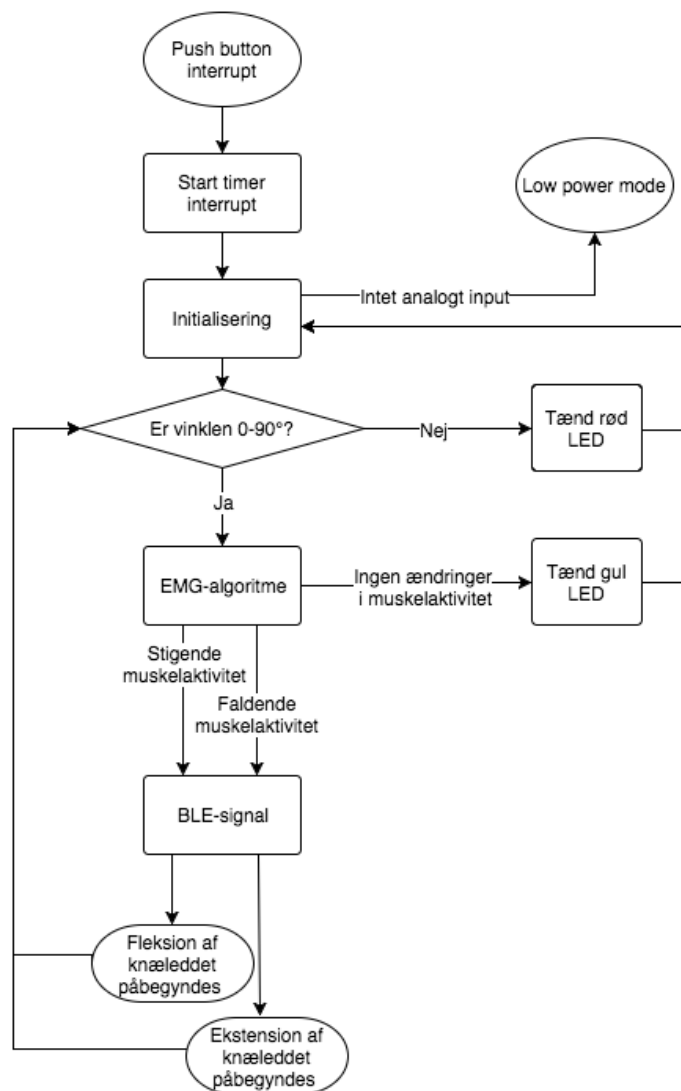 Push button
interrupt
Start timer
interrupt
Low power mode
Intet analogt input
Initialisering
Er vinklen 0-90°?
Nej
Tænd rød
LED
Ja
EMG-algoritme
Ingen ændringer
i muskelaktivitet
Tænd gul
LED
Stigende
muskelaktivitet
Faldende
muskelaktivitet
BLE-signal
Fleksion af
knæleddet
påbegyndes
Ekstension af
knæleddet
påbegyndes